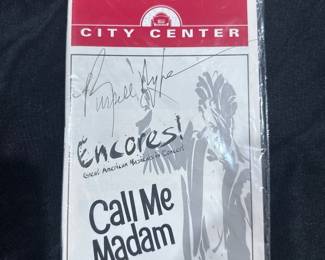 CITY CENTER
Encores!
Great American Musicals in Concert
Call Me
Madam